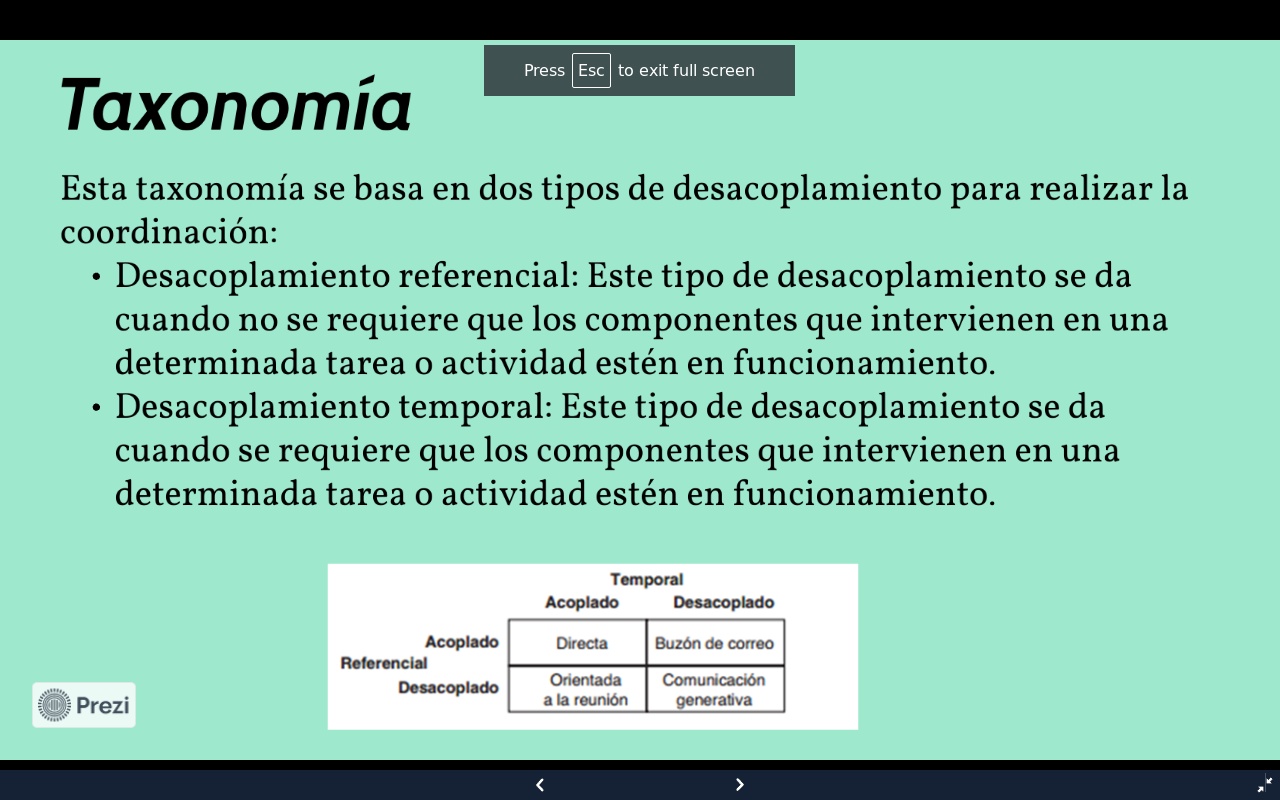 Press Esc to exit full screen
Taxonomía
Esta taxonomía se basa en dos tipos de desacoplamiento para realizar la
coordinación:
• Desacoplamiento referencial: Este tipo de desacoplamiento se da
cuando no se requiere que los componentes que intervienen en una
determinada tarea o actividad estén en funcionamiento.
• Desacoplamiento temporal: Este tipo de desacoplamiento se da
cuando se requiere que los componentes que intervienen en una
determinada tarea o actividad estén en funcionamiento.
Temporal
Acoplado Desacoplado
Acoplado Directa Buzón de correo
Referencial
Desacoplado Orientada a la reunión Comunicación generativa
Prezi